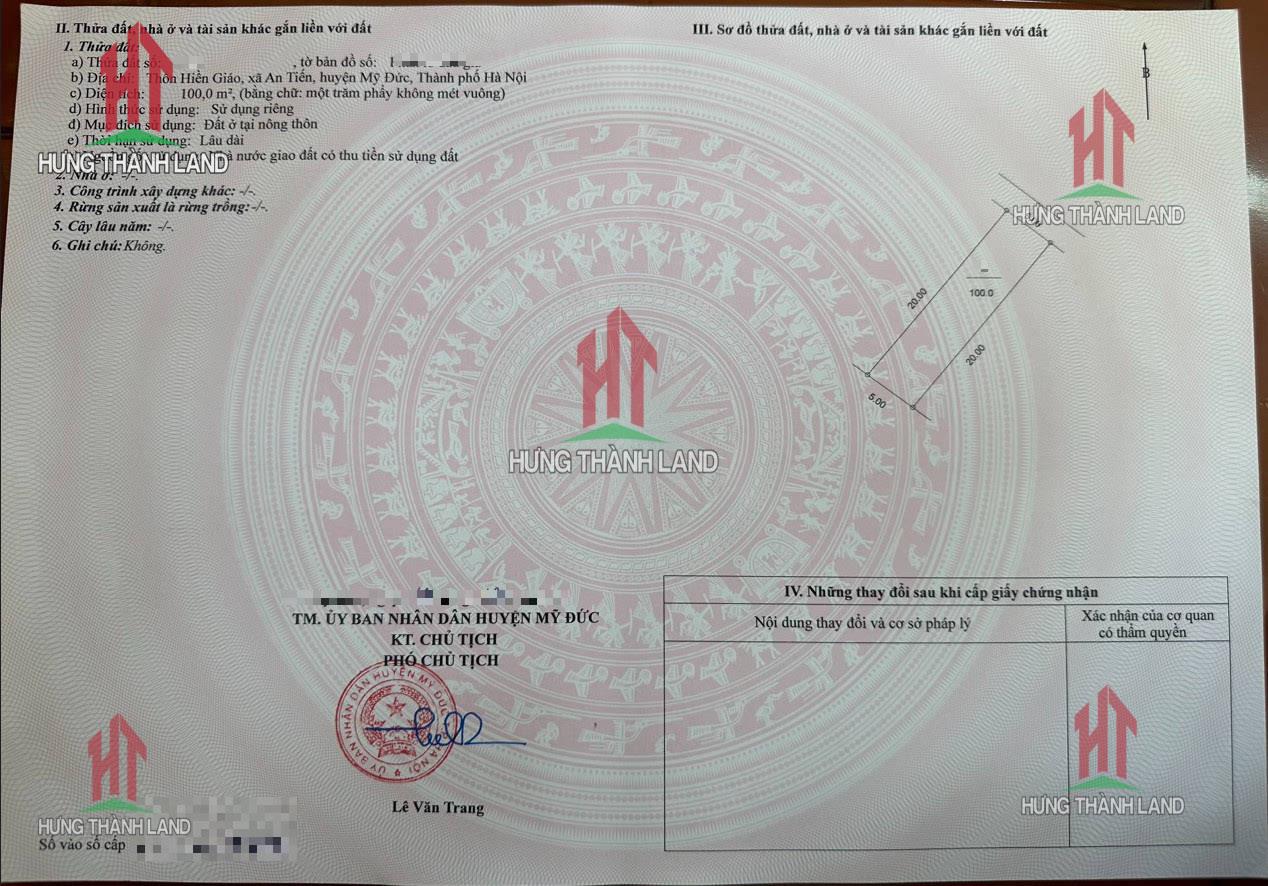 II. Thửa đất, nhà ở và tài sản khác gắn liền với đất
1. Thửa đất:
a) Thửa đất số: , tờ bản đồ số:
b) Địa chỉ: Thôn Hiền Giáo, xã An Tiến, huyện Mỹ Đức, Thành phố Hà Nội
c) Diện tích: 100,0 m², (bằng chữ: một trăm phẩy không mét vuông)
d) Hình thức sử dụng: Sử dụng riêng
đ) Mục đích sử dụng: Đất ở tại nông thôn
e) Thời hạn sử dụng: Lâu dài
nước giao đất có thu tiền sử dụng đất
HƯNG THÀNH LAND
2. Nhà ở: -/-.
3. Công trình xây dựng khác: -/-.
4. Rừng sản xuất là rừng trồng: -/-.
5. Cây lâu năm: -/-.
6. Ghi chú: Không.
III. Sơ đồ thửa đất, nhà ở và tài sản khác gắn liền với đất
B
HƯNG THÀNH LAND
20.00
100.0
20.00
5.00
HƯNG THÀNH LAND
TM. ỦY BAN NHÂN DÂN HUYỆN MỸ ĐỨC
KT. CHỦ TỊCH
PHÓ CHỦ TỊCH
ỦY BAN NHÂN DÂN HUYỆN MỸ ĐỨC
HÀ NỘI
Lê Văn Trang
HƯNG THÀNH LAND
Số vào sổ cấp
IV. Những thay đổi sau khi cấp giấy chứng nhận
Nội dung thay đổi và cơ sở pháp lý
Xác nhận của cơ quan
có thẩm quyền
HƯNG THÀNH LAND